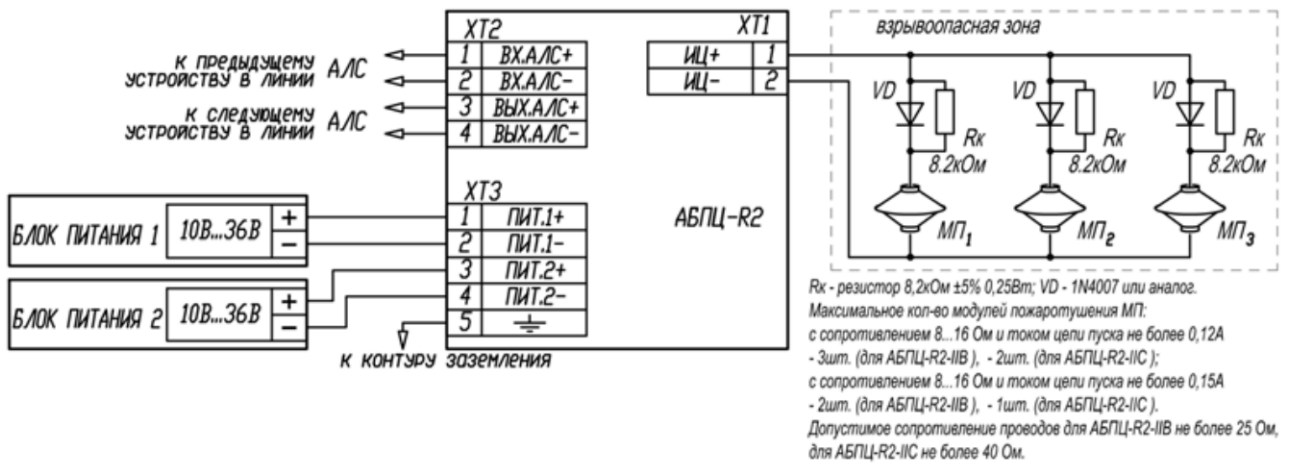 К ПРЕДЫДУЩЕМУ
УСТРОЙСТВУ В ЛИНИИ
АЛС
К СЛЕДУЮЩЕМУ
УСТРОЙСТВУ В ЛИНИИ
АЛС
XT2
1 ВХ.АЛС+
2 ВХ.АЛС-
3 ВЫХ.АЛС+
4 ВЫХ.АЛС-
XT1
ИЦ+ 1
ИЦ- 2
взрывоопасная зона
VD
Rк
8.2кОм
МП1
VD
Rк
8.2кОм
МП2
VD
Rк
8.2кОм
МП3
БЛОК ПИТАНИЯ 1
10В...36В
+
-
БЛОК ПИТАНИЯ 2
10В...36В
+
-
XT3
1 ПИТ.1+
2 ПИТ.1-
3 ПИТ.2+
4 ПИТ.2-
5
К КОНТУРУ ЗАЗЕМЛЕНИЯ
АБПЦ-R2
Rк - резистор 8,2кОм ±5% 0,25Вт; VD - 1N4007 или аналог.
Максимальное кол-во модулей пожаротушения МП:
с сопротивлением 8...16 Ом и током цепи пуска не более 0,12А
- 3шт. (для АБПЦ-R2-IIB ), - 2шт. (для АБПЦ-R2-IIC );
с сопротивлением 8...16 Ом и током цепи пуска не более 0,15А
- 2шт. (для АБПЦ-R2-IIB ), - 1шт. (для АБПЦ-R2-IIC ).
Допустимое сопротивление проводов для АБПЦ-R2-IIB не более 25 Ом,
для АБПЦ-R2-IIC не более 40 Ом.